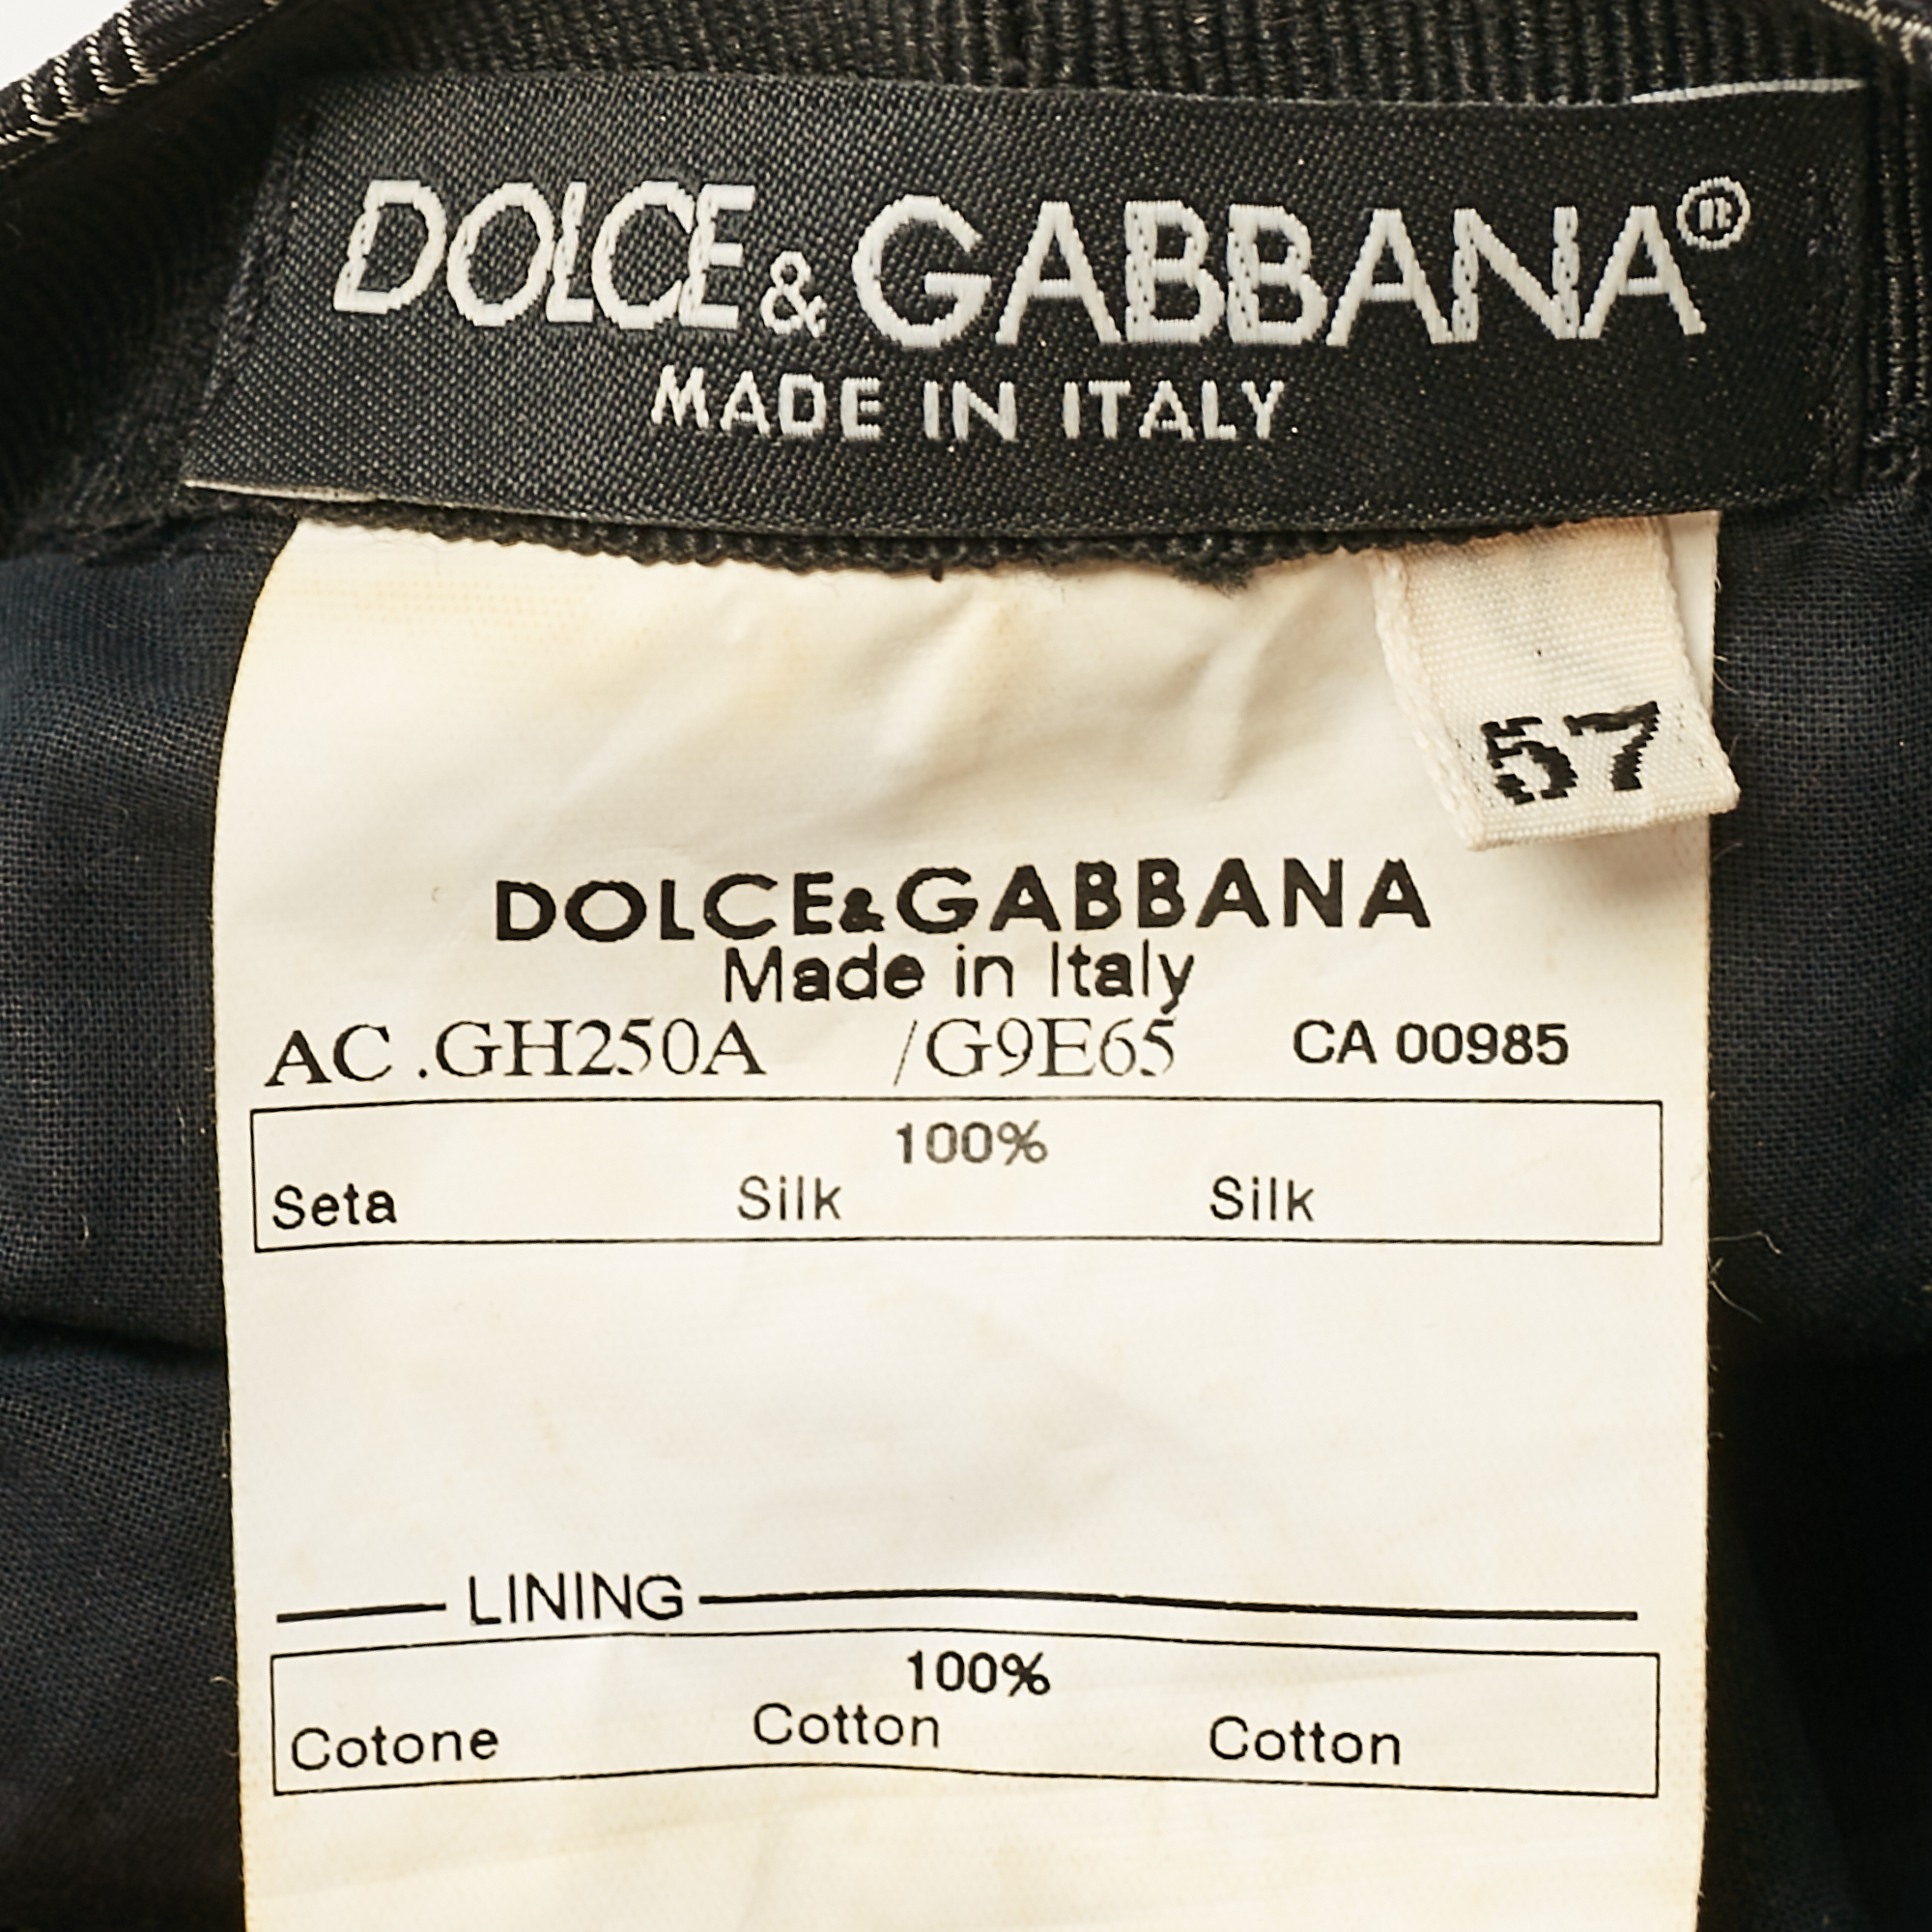 DOLCE & GABBANA®
MADE IN ITALY
57
DOLCE&GABBANA
Made in Italy
AC .GH250A /G9E65 CA 00985
100%
Seta Silk Silk
LINING
100%
Cotone Cotton Cotton